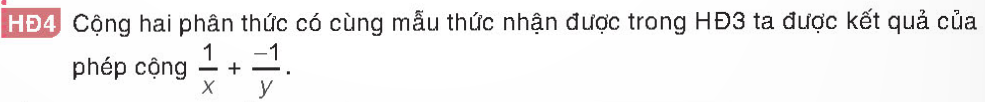 HĐ4 Cộng hai phân thức có cùng mẫu thức nhận được trong HĐ3 ta được kết quả của
phép cộng 1/x + -1/y.